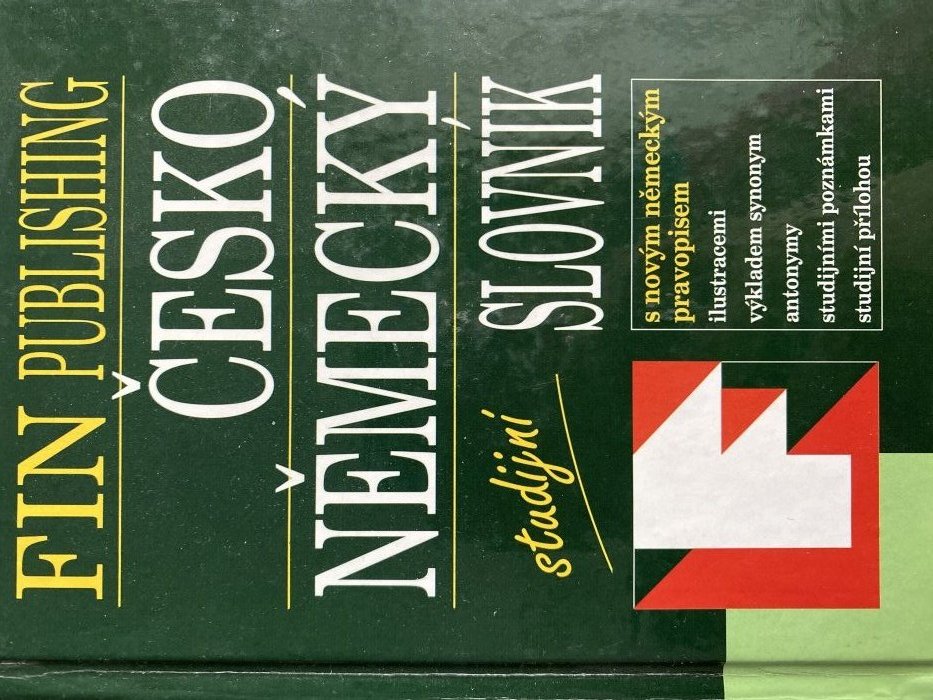 FIN PUBLISHING
ČESKO
NĚMECKÝ
studijní SLOVNÍK
s novým německým
pravopisem
ilustracemi
výkladem synonym
antonymy
studijními poznámkami
studijní přílohou